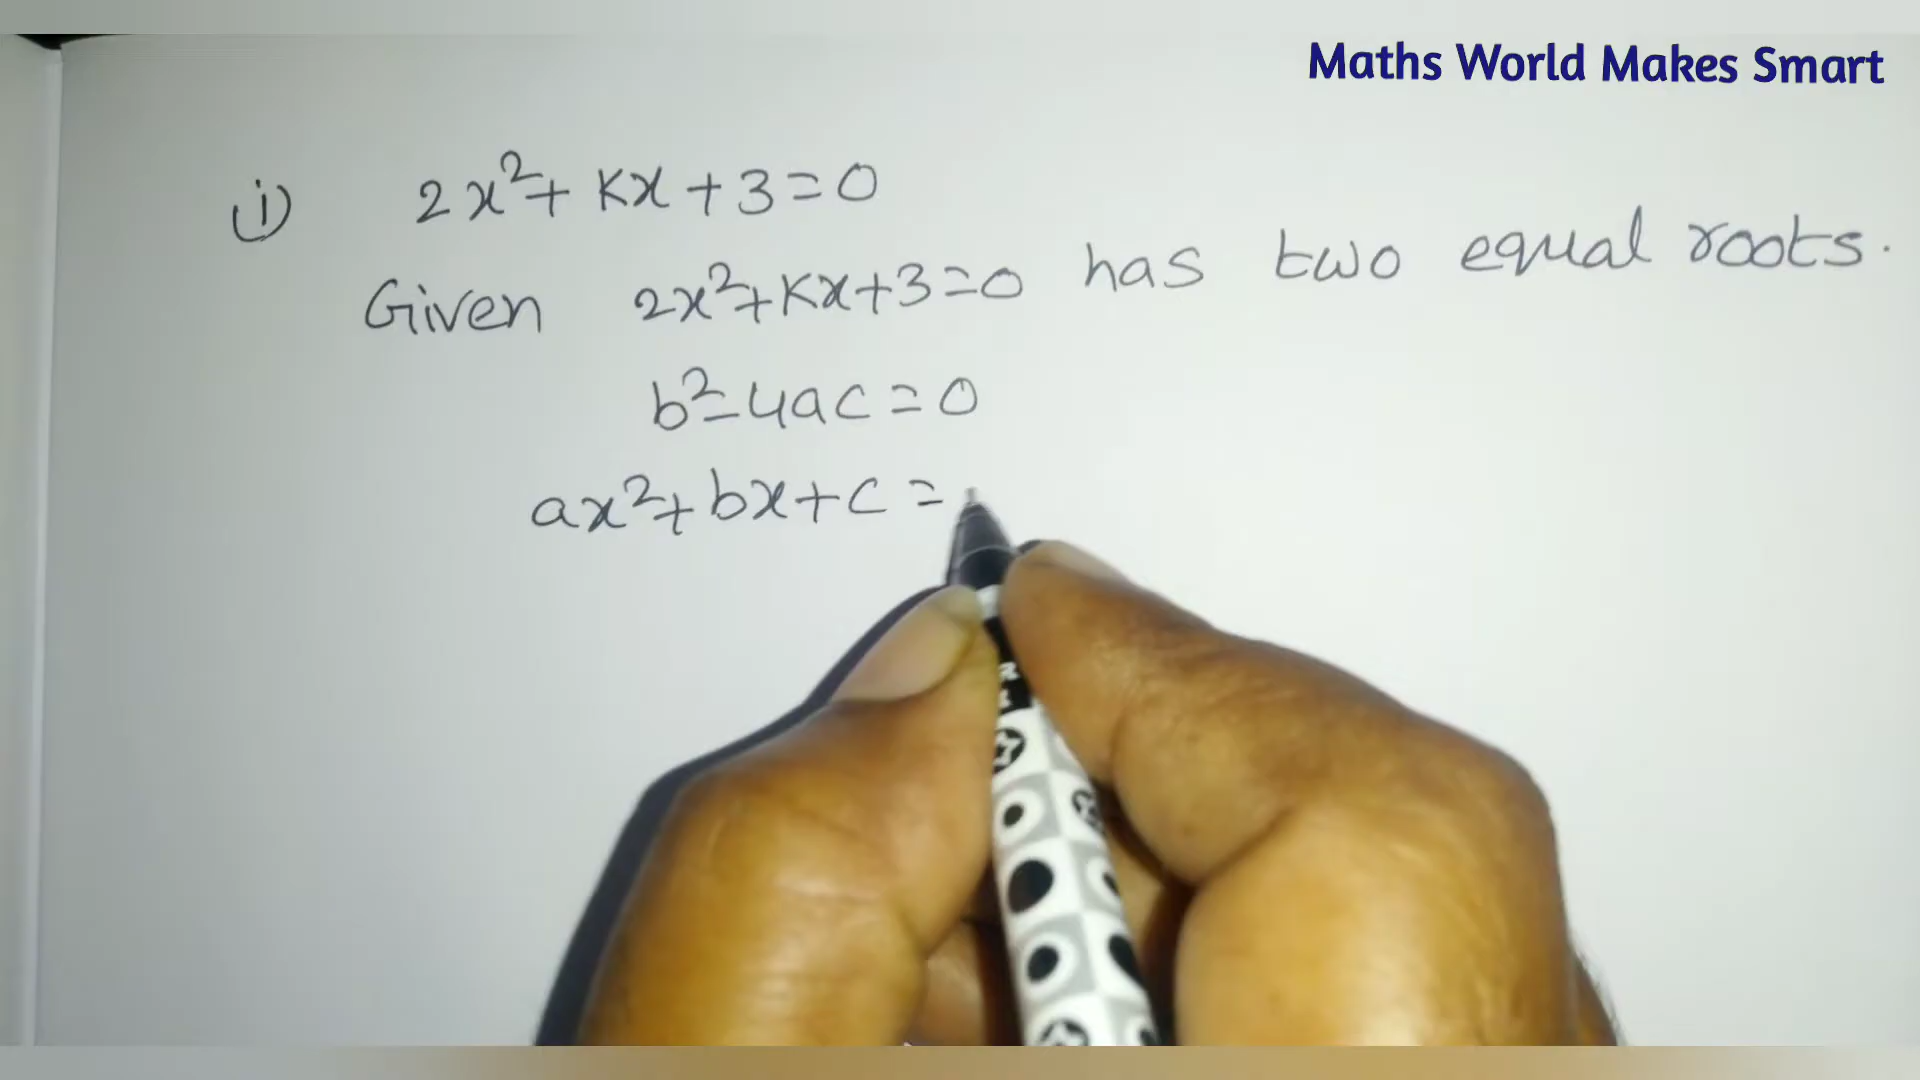 Maths World Makes Smart
(i) 2x²+Kx+3=0
Given 2x²+Kx+3=0 has two equal roots.
b²-4ac=0
ax²+bx+c=